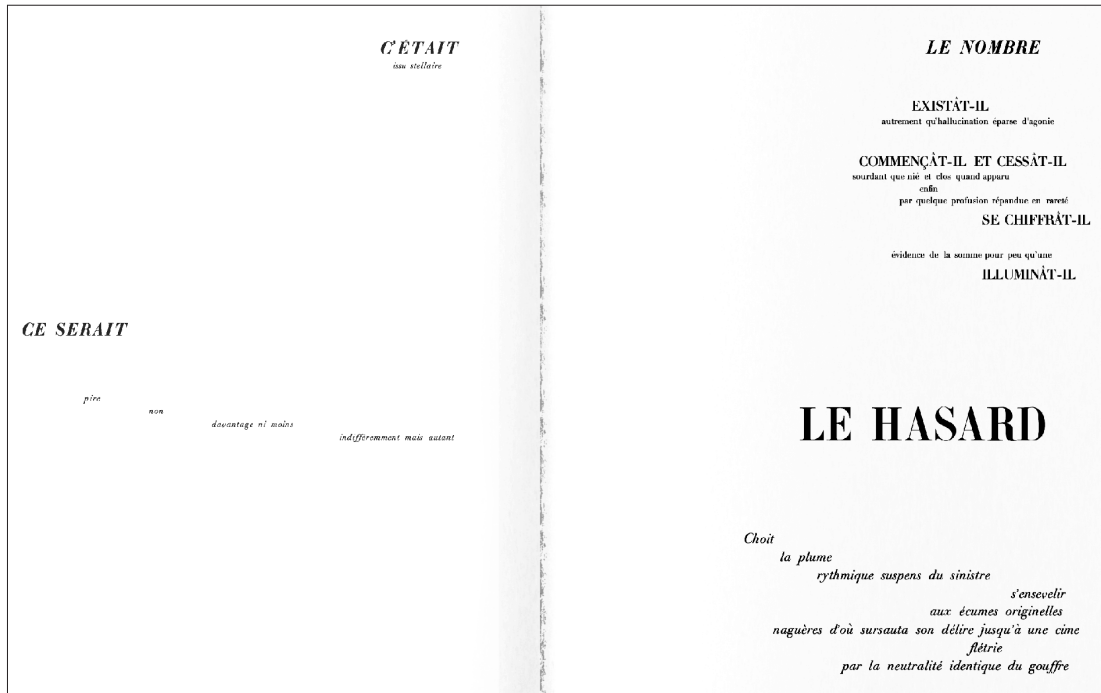 C'ÉTAIT
issu stellaire
CE SERAIT
pire
non
davantage ni moins
indifféremment mais autant
LE NOMBRE
EXISTÂT-IL
autrement qu'hallucination éparse d'agonie
COMMENÇÂT-IL ET CESSÂT-IL
sourdant que nié et clos quand apparu
enfin
par quelque profusion répandue en rareté
SE CHIFFRÂT-IL
évidence de la somme pour peu qu'une
ILLUMINÂT-IL
LE HASARD
Choit
la plume
rythmique suspens du sinistre
s'ensevelir
aux écumes originelles
naguères d'où sursauta son délire jusqu'à une cime
flétrie
par la neutralité identique du gouffre